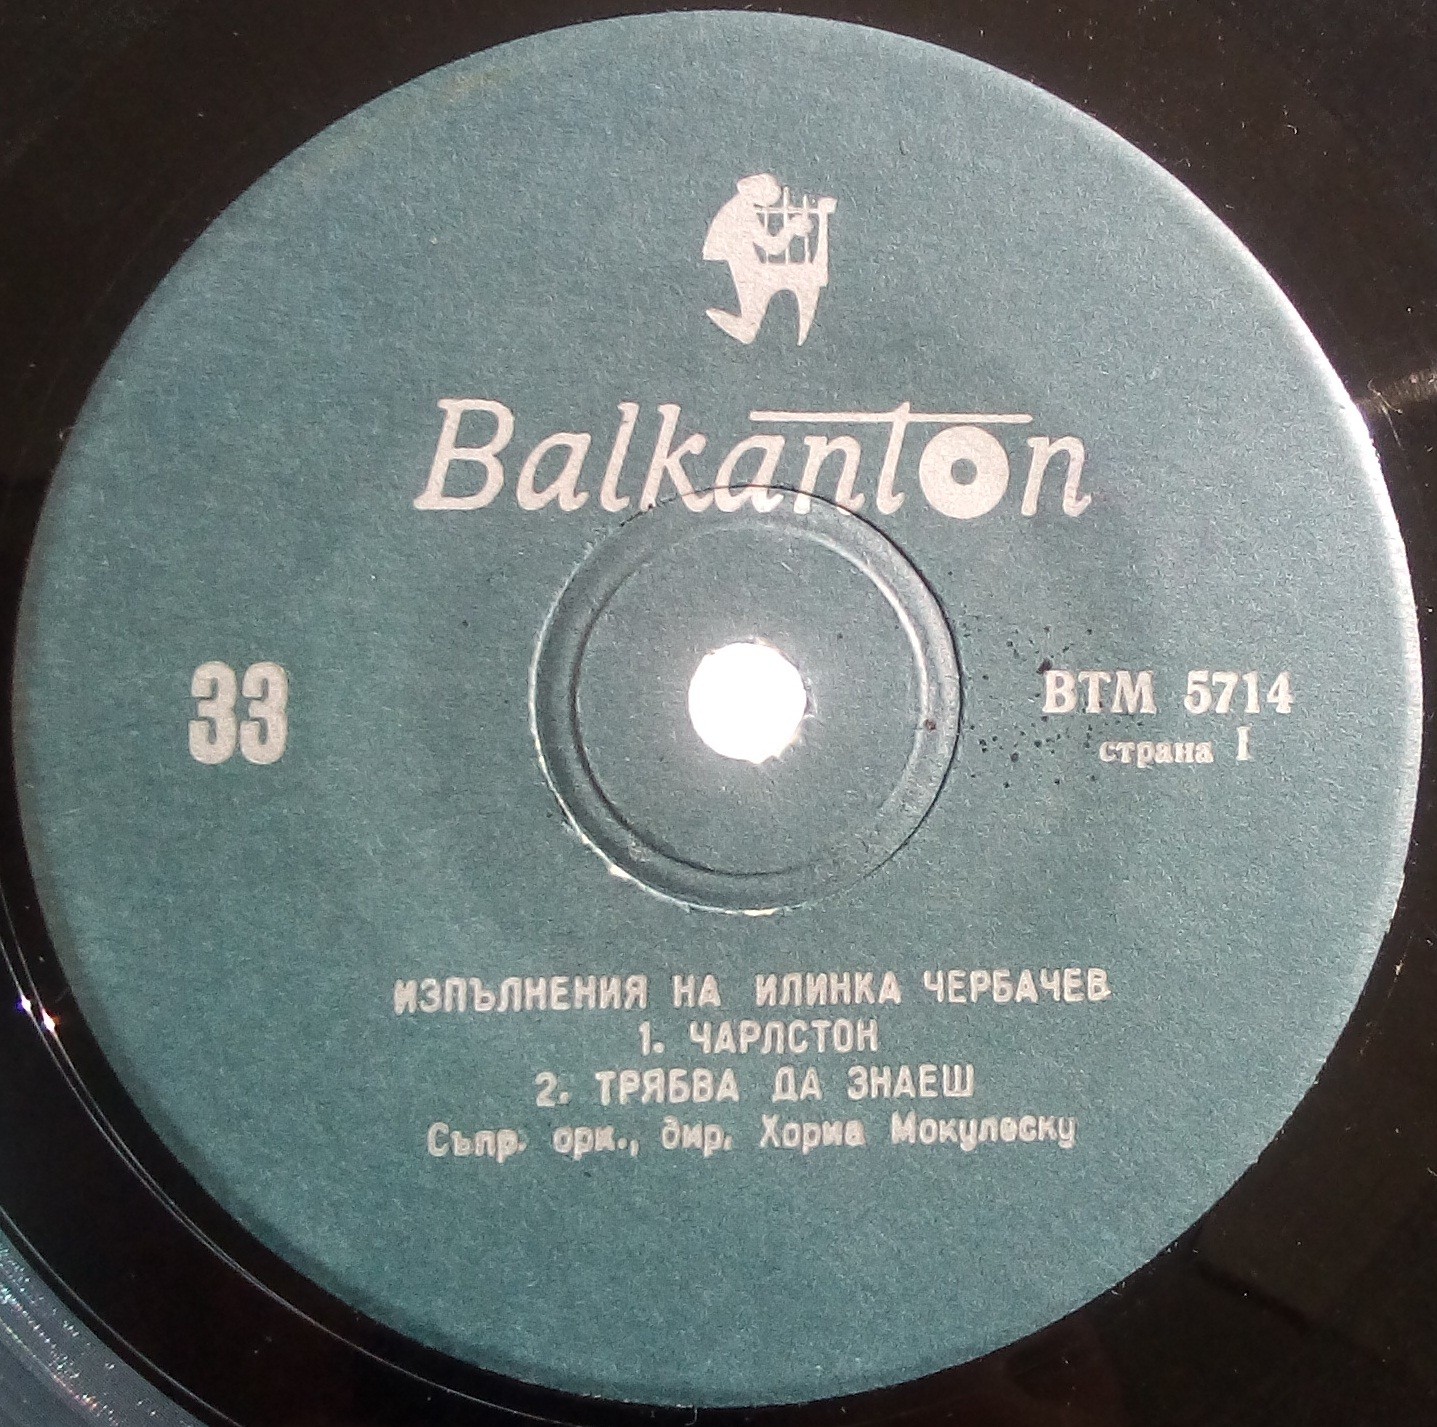 Balkanton
33
ВТМ 5714
страна I
ИЗПЪЛНЕНИЯ НА ИЛИНКА ЧЕРБАЧЕВ
1. ЧАРЛСТОН
2. ТРЯБВА ДА ЗНАЕШ
Съпр. орк., дир. Хориа Мокулеску